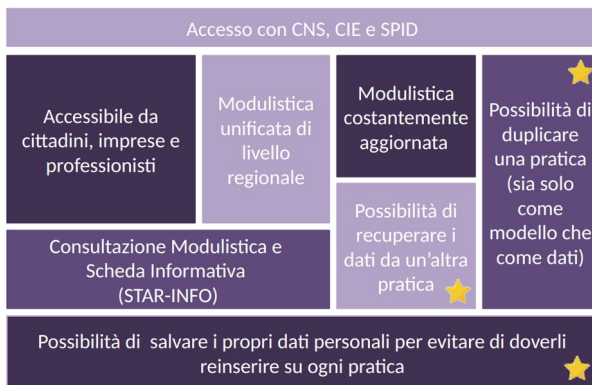 Accesso con CNS, CIE e SPID
Accessibile da
cittadini, imprese e
professionisti
Modulistica
unificata di
livello
regionale
Modulistica
costantemente
aggiornata
Possibilità di
duplicare
una pratica
(sia solo
come
modello che
come dati)
Possibilità di
recuperare i
dati da un'altra
pratica
Consultazione Modulistica e
Scheda Informativa
(STAR-INFO)
Possibilità di  salvare i propri dati personali per evitare di doverli
reinserire su ogni pratica